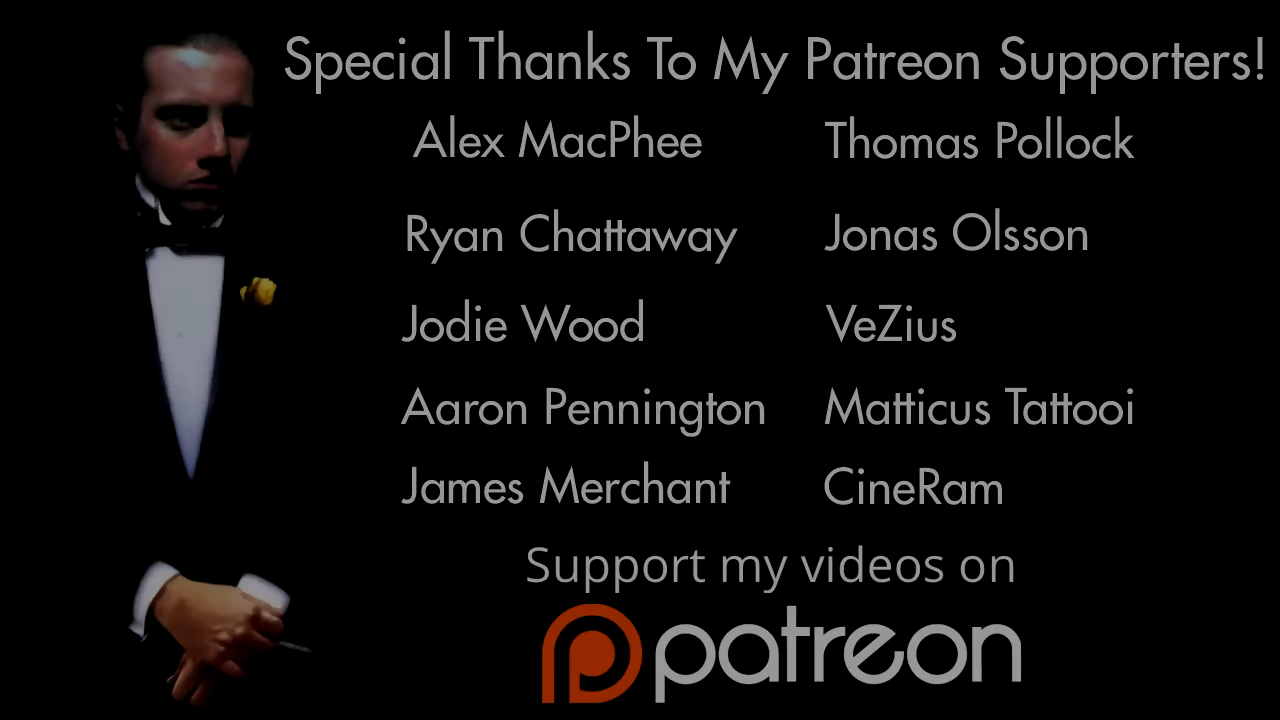 Special Thanks To My Patreon Supporters!
Alex MacPhee
Thomas Pollock
Ryan Chattaway
Jonas Olsson
Jodie Wood
VeZius
Aaron Pennington
Matticus Tattooi
James Merchant
CineRam
Support my videos on
patreon